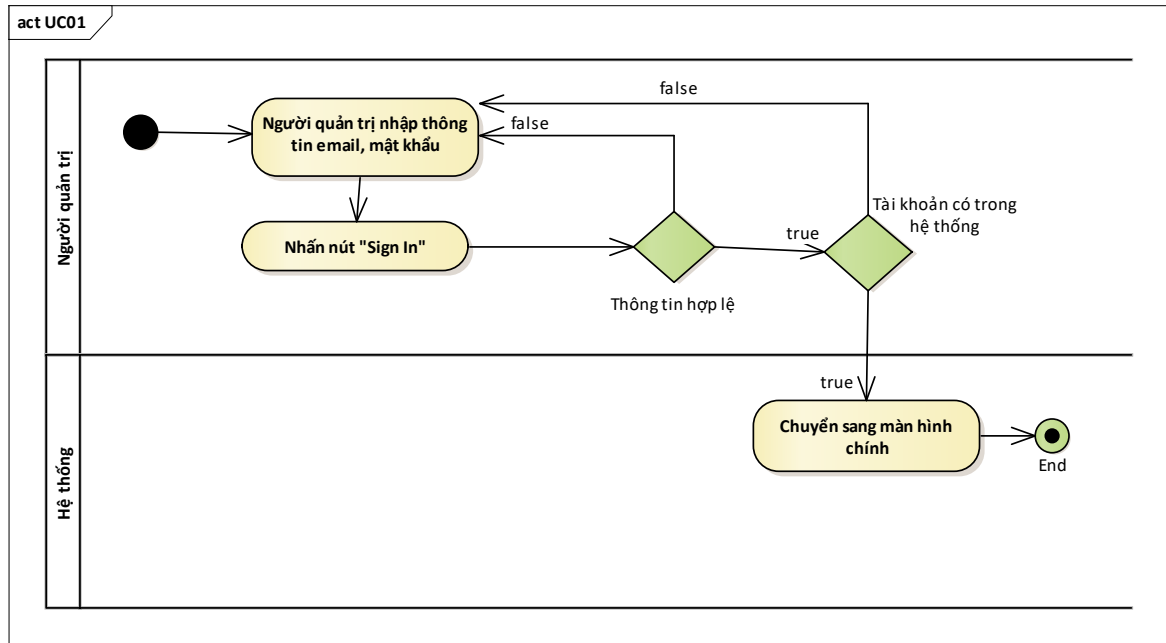 act UC01
Người quản trị
Người quản trị nhập thông
tin email, mật khẩu
false
false
Nhấn nút "Sign In"
Thông tin hợp lệ
true
Tài khoản có trong
hệ thống
Hệ thống
true
Chuyển sang màn hình
chính
End